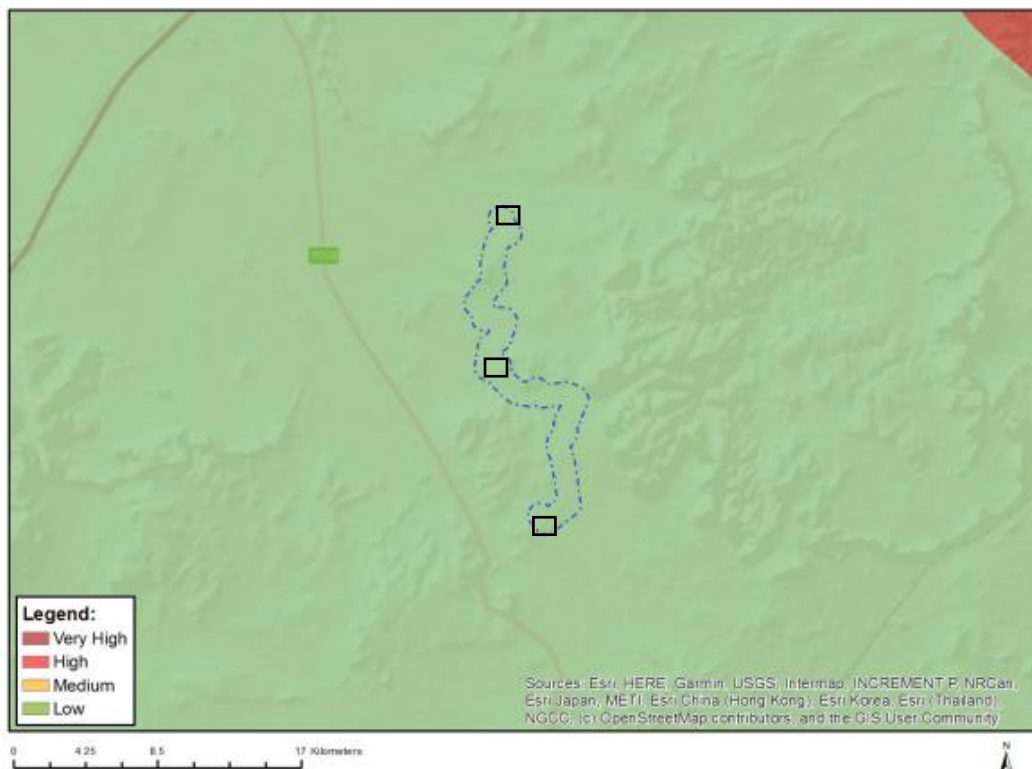 Legend:
Very High
High
Medium
Low
Sources: Esri, HERE, Garmin, USGS, Intermap, INCREMENT P, NRCan,
Esri Japan, METI, Esri China (Hong Kong), Esri Korea, Esri (Thailand),
NGCC, (c) OpenStreetMap contributors, and the GIS User Community
0 4.25 8.5 17 Kilometers
N